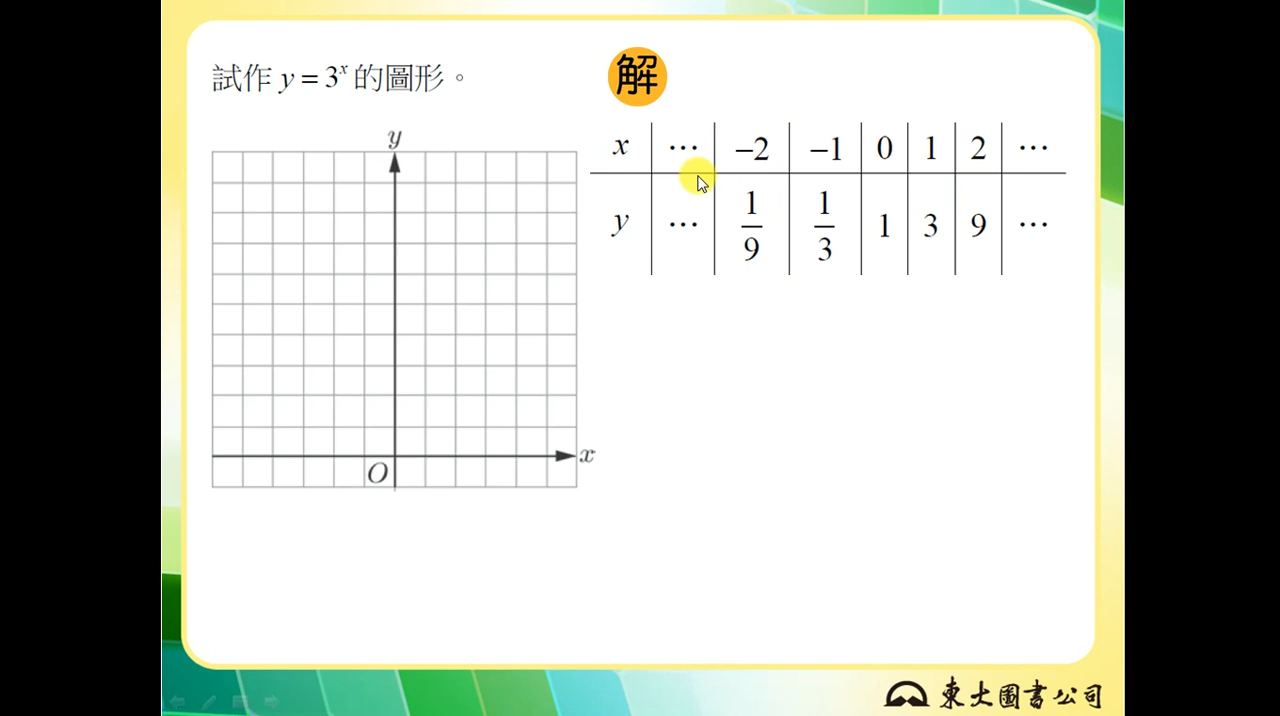 試作 y = 3^x 的圖形。
解
x ⋯ −2 −1 0 1 2 ⋯
y ⋯ 1/9 1/3 1 3 9 ⋯
y
x
O
東大圖書公司